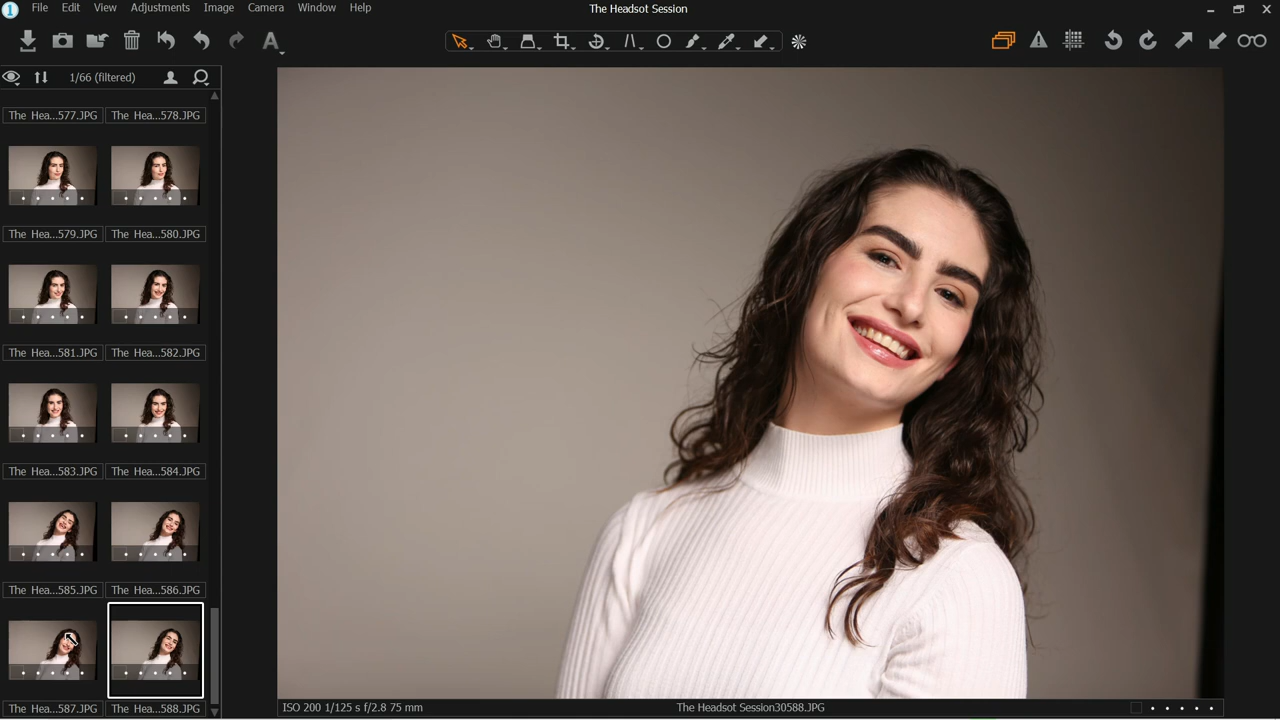 File Edit View Adjustments Image Camera Window Help The Headsot Session
1/66 (filtered)
The Hea...577.JPG The Hea...578.JPG
The Hea...579.JPG The Hea...580.JPG
The Hea...581.JPG The Hea...582.JPG
The Hea...583.JPG The Hea...584.JPG
The Hea...585.JPG The Hea...586.JPG
The Hea...587.JPG The Hea...588.JPG
ISO 200 1/125 s f/2.8 75 mm The Headsot Session30588.JPG